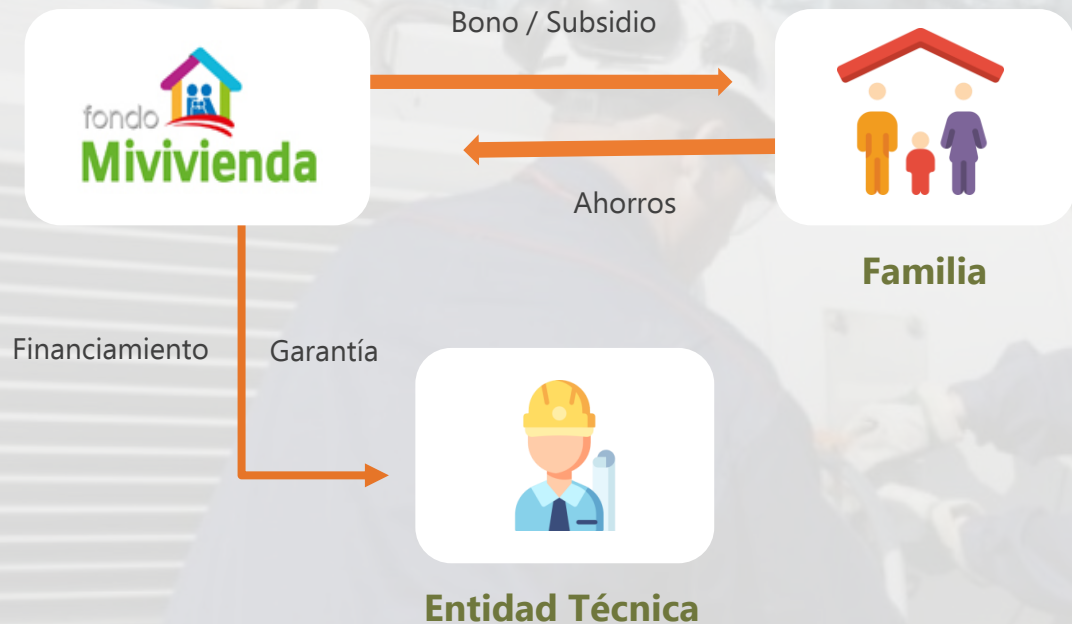 Bono / Subsidio
fondo
Mivivienda
Ahorros
Familia
Financiamiento
Garantía
Entidad Técnica